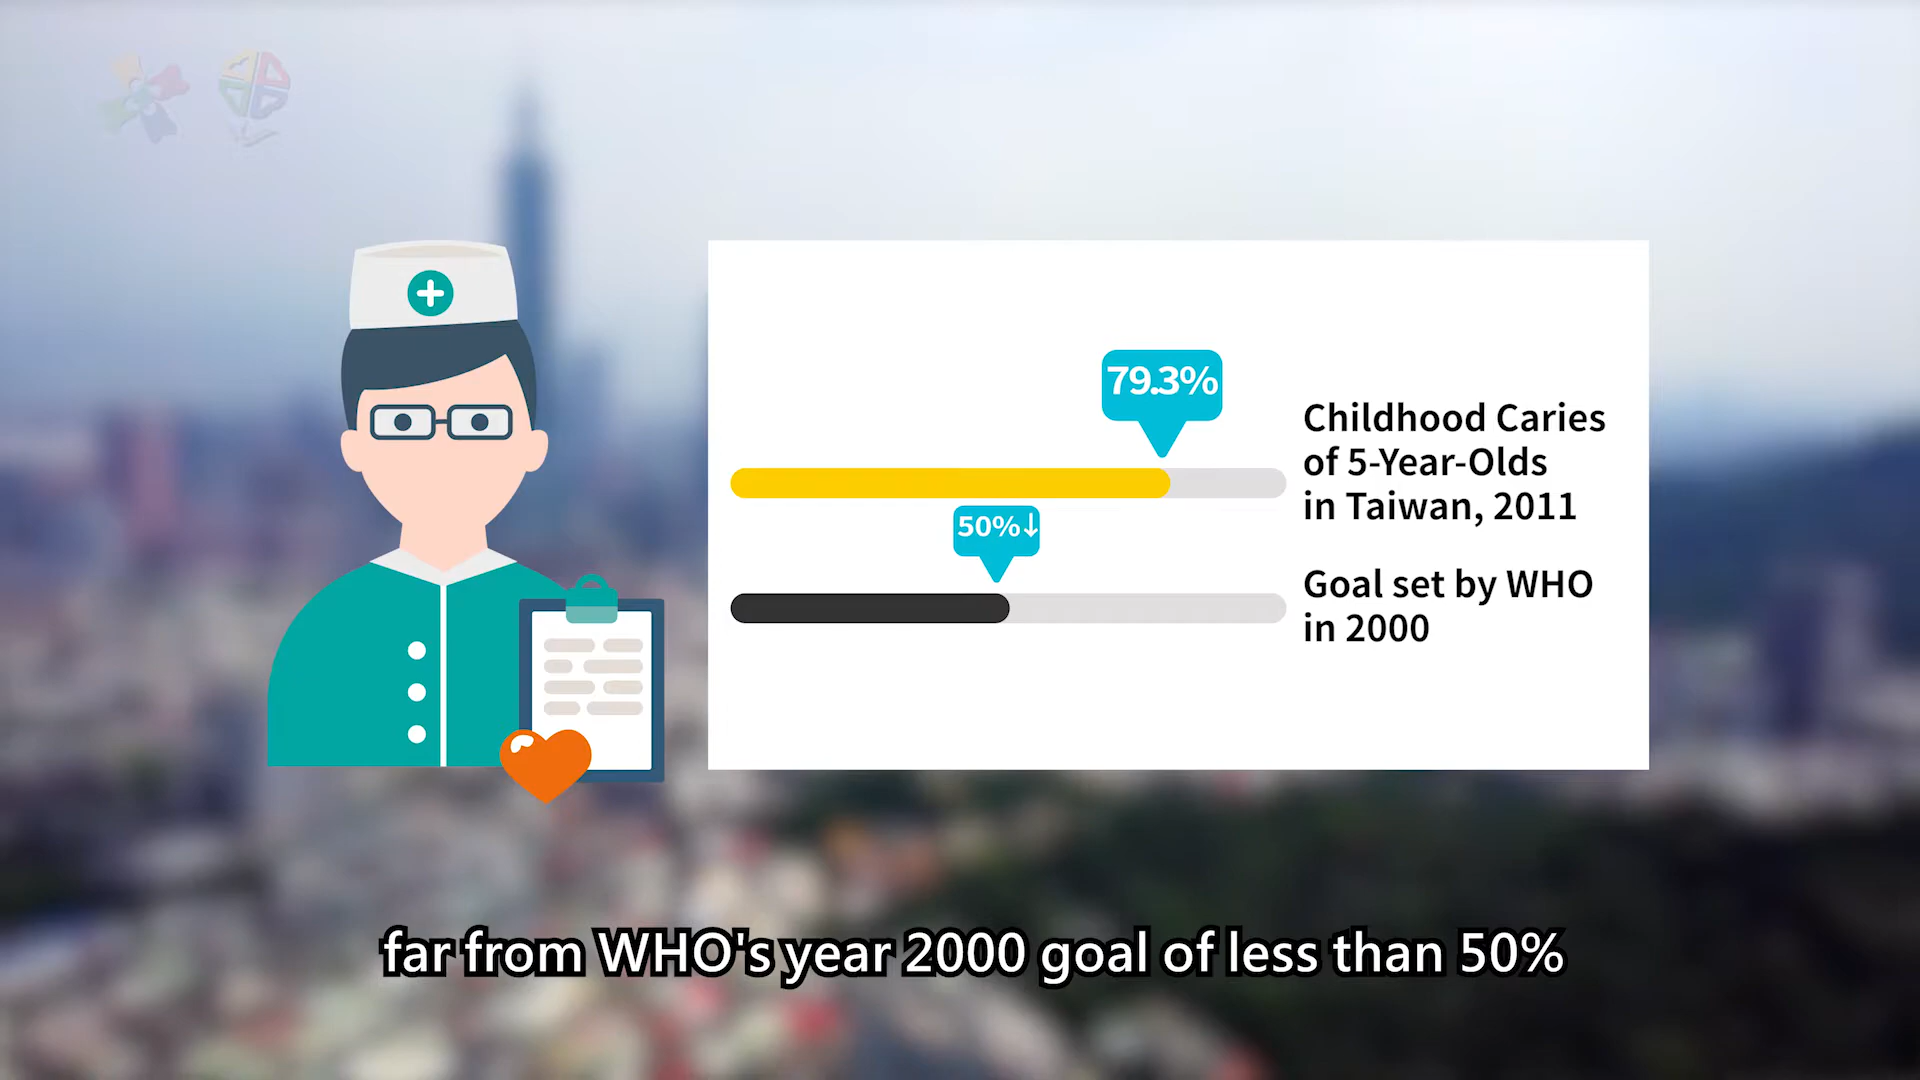 79.3%
Childhood Caries
of 5-Year-Olds
in Taiwan, 2011
50%↓
Goal set by WHO
in 2000
far from WHO's year 2000 goal of less than 50%